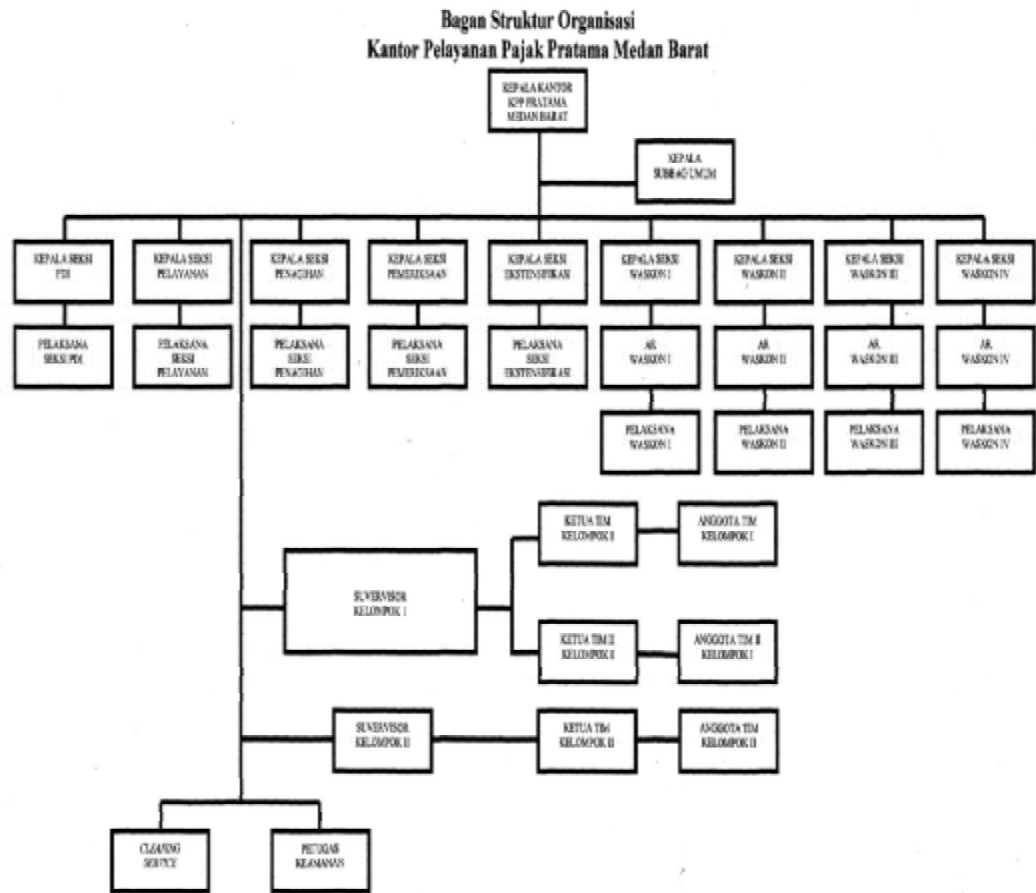 Bagan Struktur Organisasi
Kantor Pelayanan Pajak Pratama Medan Barat
KEPALA KANTOR
KPP PRATAMA
MEDAN BARAT
KEPALA
SUBBAG UMUM
KEPALA SEKSI
PDI
KEPALA SEKSI
PELAYANAN
KEPALA SEKSI
PENAGIHAN
KEPALA SEKSI
PEMERIKSAAN
KEPALA SEKSI
EKSTENSIFIKASI
KEPALA SEKSI
WASKON I
KEPALA SEKSI
WASKON II
KEPALA SEKSI
WASKON III
KEPALA SEKSI
WASKON IV
PELAKSANA
SEKSI PDI
PELAKSANA
SEKSI
PELAYANAN
PELAKSANA
SEKSI
PENAGIHAN
PELAKSANA
SEKSI
PEMERIKSAAN
PELAKSANA
SEKSI
EKSTENSIFIKASI
AR
WASKON I
AR
WASKON II
AR
WASKON III
AR
WASKON IV
PELAKSANA
WASKON I
PELAKSANA
WASKON II
PELAKSANA
WASKON III
PELAKSANA
WASKON IV
SUVERVISOR
KELOMPOK I
KETUA TIM
KELOMPOK
ANGGOTA TIM
KELOMPOK I
KETUA TIM II
KELOMPOK
ANGGOTA TIM II
KELOMPOK I
SUVERVISOR
KELOMPOK II
KETUA TIM
KELOMPOK II
ANGGOTA TIM
KELOMPOK II
CLEANING
SERVICE
PETUGAS
KEAMANAN